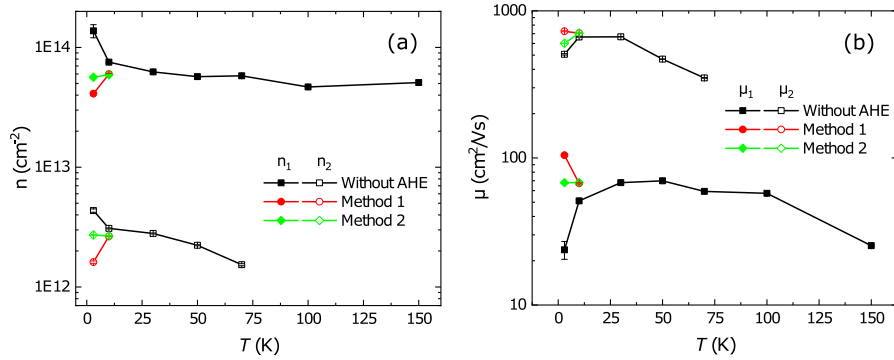 (a)
1E14
1E13
1E12
n (cm-2)
n1 n2
Without AHE
Method 1
Method 2
0 25 50 75 100 125 150
T (K)
(b)
1000
100
10
μ (cm2/Vs)
μ1 μ2
Without AHE
Method 1
Method 2
0 25 50 75 100 125 150
T (K)